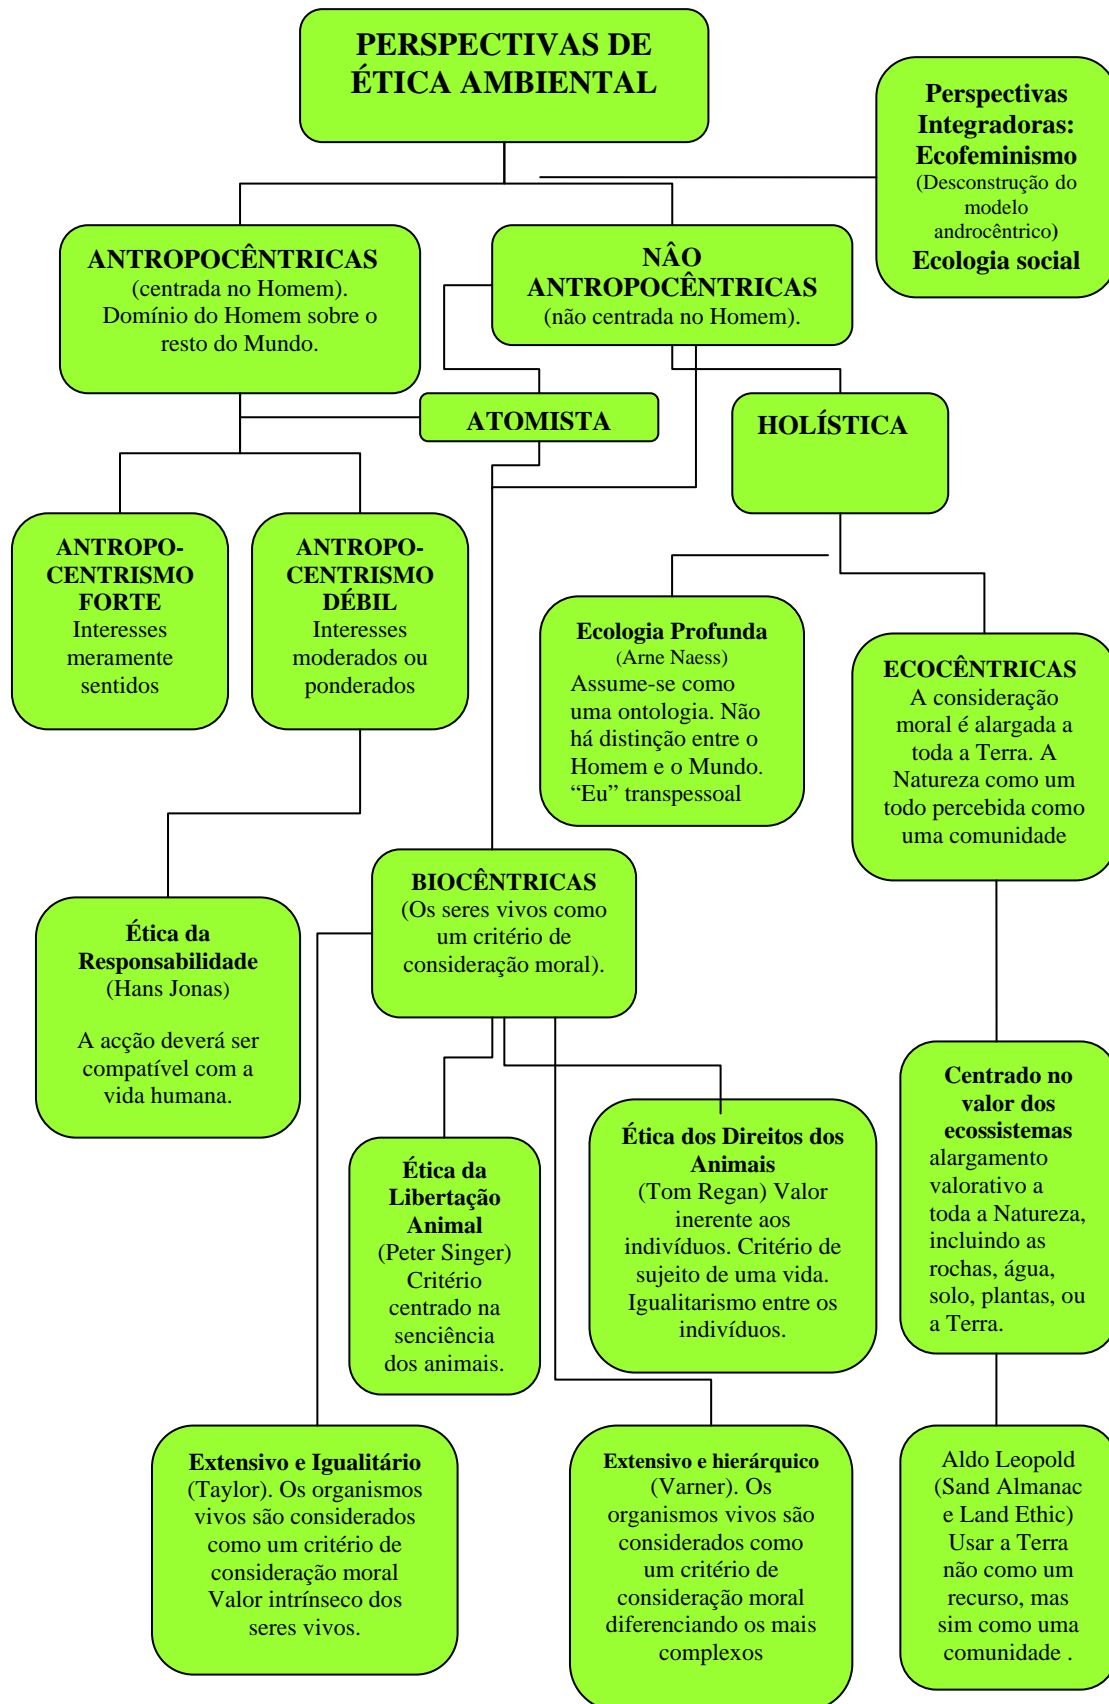 PERSPECTIVAS DE
ÉTICA AMBIENTAL
Perspectivas
Integradoras:
Ecofeminismo
(Desconstrução do
modelo
androcêntrico)
Ecologia social
ANTROPOCÊNTRICAS
(centrada no Homem).
Domínio do Homem sobre o
resto do Mundo.
NÂO
ANTROPOCÊNTRICAS
(não centrada no Homem).
ATOMISTA
HOLÍSTICA
ANTROPO-
CENTRISMO
FORTE
Interesses
meramente
sentidos
ANTROPO-
CENTRISMO
DÉBIL
Interesses
moderados ou
ponderados
Ecologia Profunda
(Arne Naess)
Assume-se como
uma ontologia. Não
há distinção entre o
Homem e o Mundo.
“Eu” transpessoal
ECOCÊNTRICAS
A consideração
moral é alargada a
toda a Terra. A
Natureza como um
todo percebida como
uma comunidade
BIOCÊNTRICAS
(Os seres vivos como
um critério de
consideração moral).
Ética da
Responsabilidade
(Hans Jonas)
A acção deverá ser
compatível com a
vida humana.
Centrado no
valor dos
ecossistemas
alargamento
valorativo a
toda a Natureza,
incluindo as
rochas, água,
solo, plantas, ou
a Terra.
Ética da
Libertação
Animal
(Peter Singer)
Critério
centrado na
senciência
dos animais.
Ética dos Direitos dos
Animais
(Tom Regan) Valor
inerente aos
indivíduos. Critério de
sujeito de uma vida.
Igualitarismo entre os
indivíduos.
Extensivo e Igualitário
(Taylor). Os organismos
vivos são considerados
como um critério de
consideração moral
Valor intrínseco dos
seres vivos.
Extensivo e hierárquico
(Varner). Os
organismos vivos são
considerados como
um critério de
consideração moral
diferenciando os mais
complexos
Aldo Leopold
(Sand Almanac
e Land Ethic)
Usar a Terra
não como um
recurso, mas
sim como uma
comunidade .